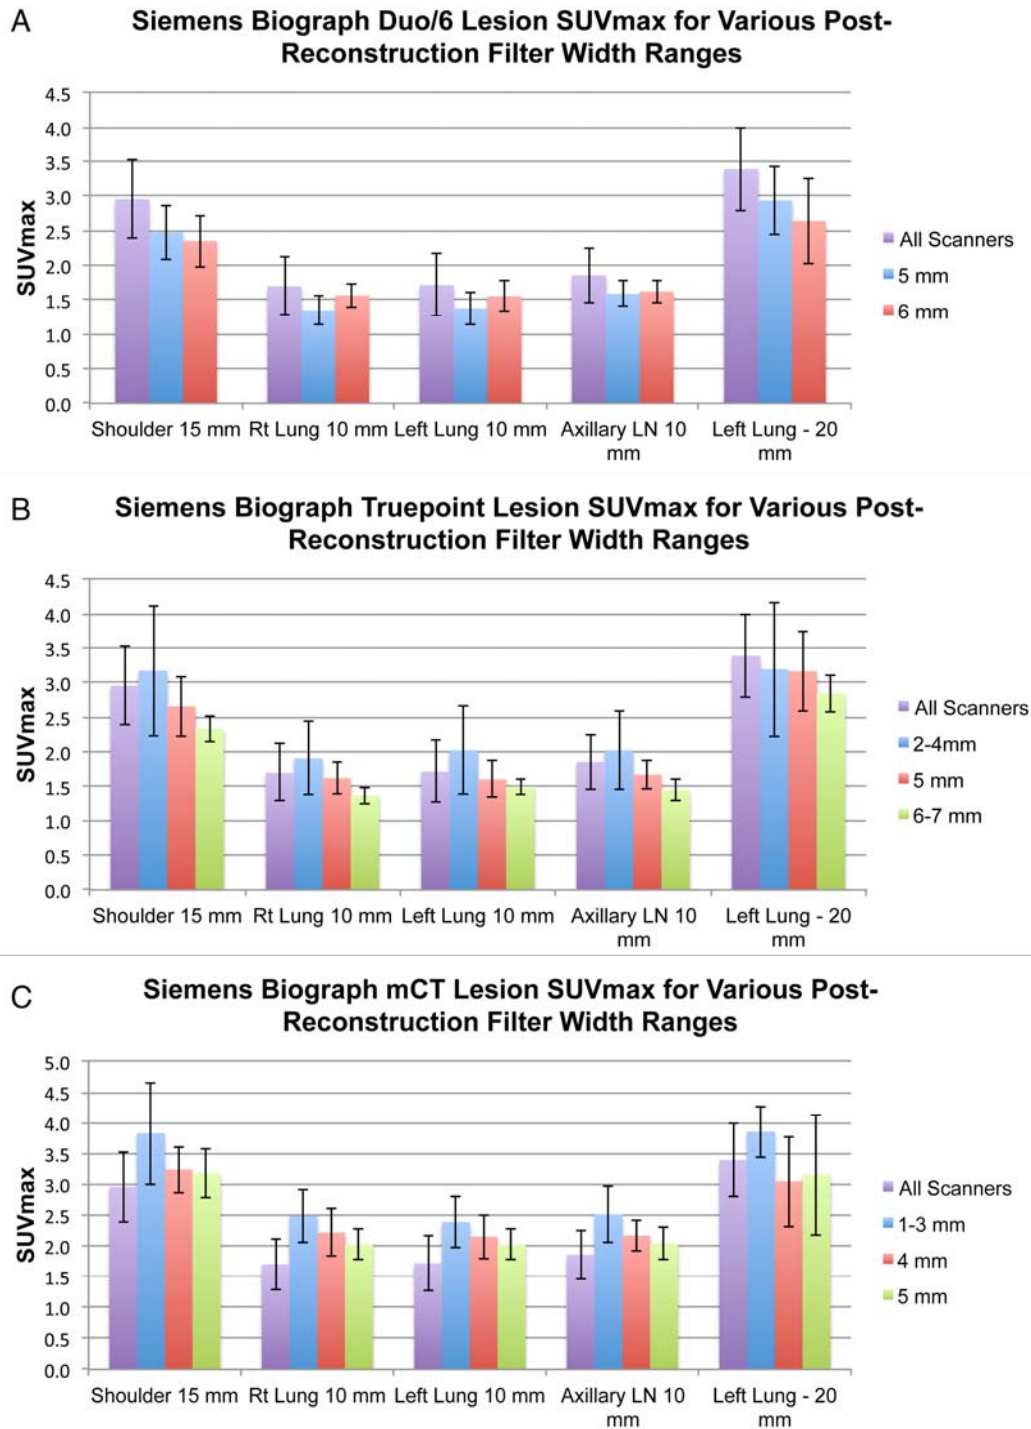 A
Siemens Biograph Duo/6 Lesion SUVmax for Various Post-
Reconstruction Filter Width Ranges
4.5
4.0
3.5
3.0
2.5
2.0
1.5
1.0
0.5
0.0
SUVmax
Shoulder 15 mm Rt Lung 10 mm Left Lung 10 mm Axillary LN 10 Left Lung - 20
mm mm
All Scanners
5 mm
6 mm
B
Siemens Biograph Truepoint Lesion SUVmax for Various Post-
Reconstruction Filter Width Ranges
4.5
4.0
3.5
3.0
2.5
2.0
1.5
1.0
0.5
0.0
SUVmax
Shoulder 15 mm Rt Lung 10 mm Left Lung 10 mm Axillary LN 10 Left Lung - 20
mm mm
All Scanners
2-4mm
5 mm
6-7 mm
C
Siemens Biograph mCT Lesion SUVmax for Various Post-
Reconstruction Filter Width Ranges
5.0
4.5
4.0
3.5
3.0
2.5
2.0
1.5
1.0
0.5
0.0
SUVmax
Shoulder 15 mm Rt Lung 10 mm Left Lung 10 mm Axillary LN 10 Left Lung - 20
mm mm
All Scanners
1-3 mm
4 mm
5 mm